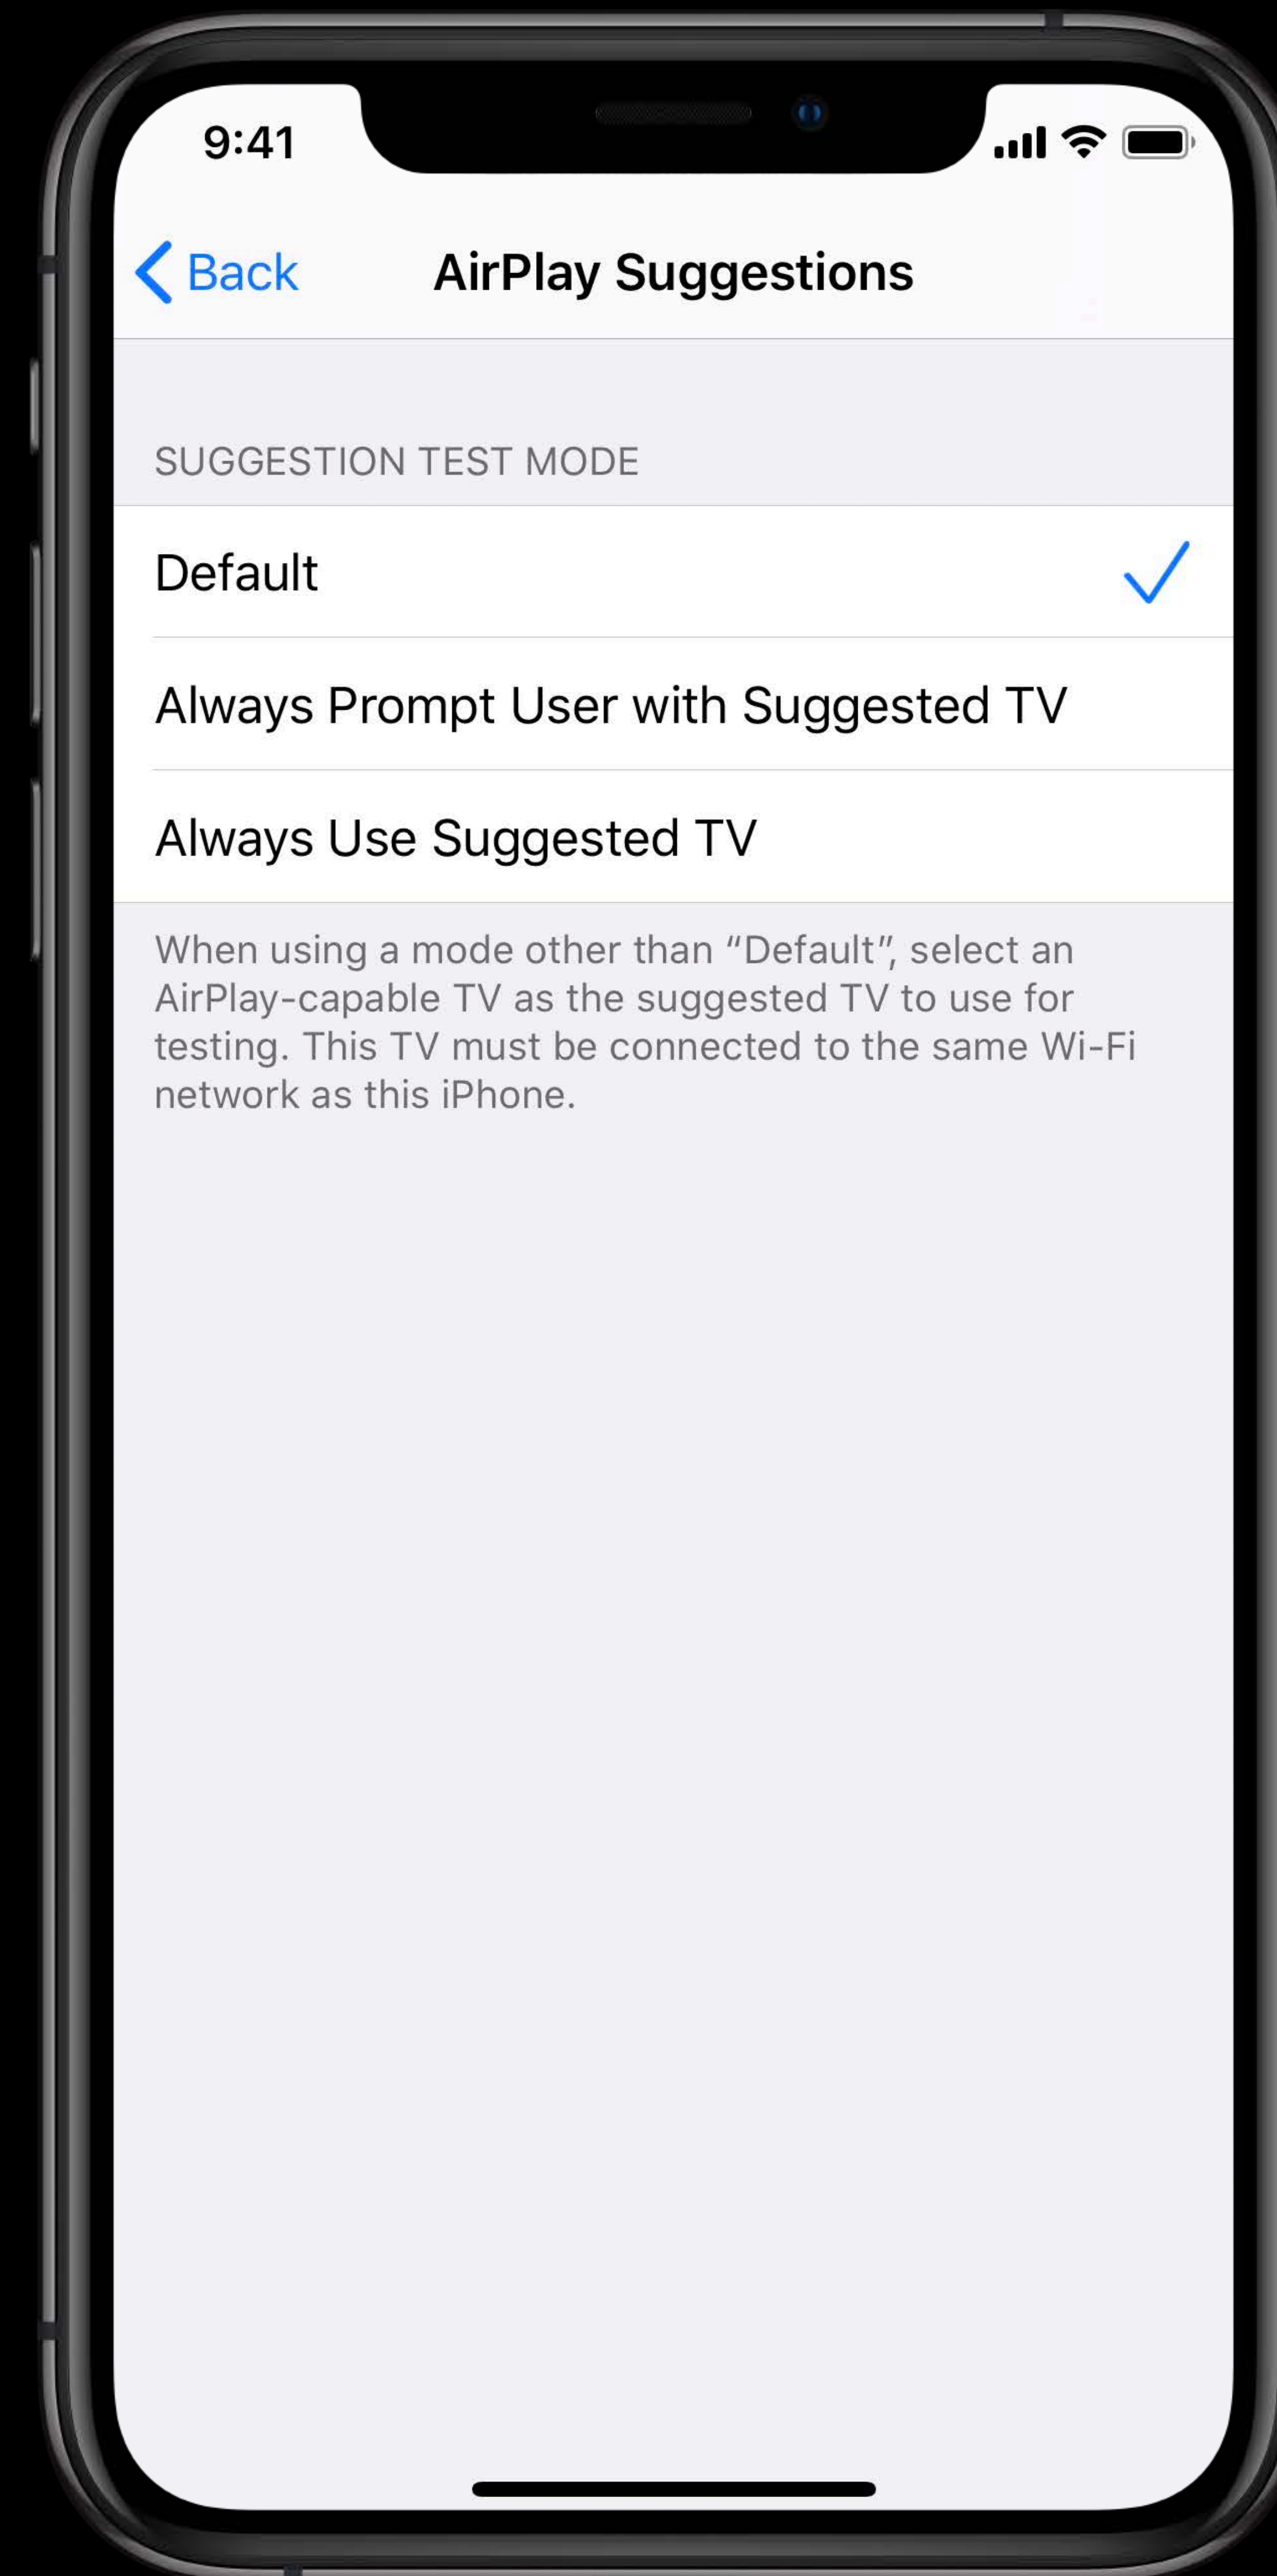 9:41
Back
AirPlay Suggestions
SUGGESTION TEST MODE
Default
Always Prompt User with Suggested TV
Always Use Suggested TV
When using a mode other than “Default”, select an
AirPlay-capable TV as the suggested TV to use for
testing. This TV must be connected to the same Wi-Fi
network as this iPhone.